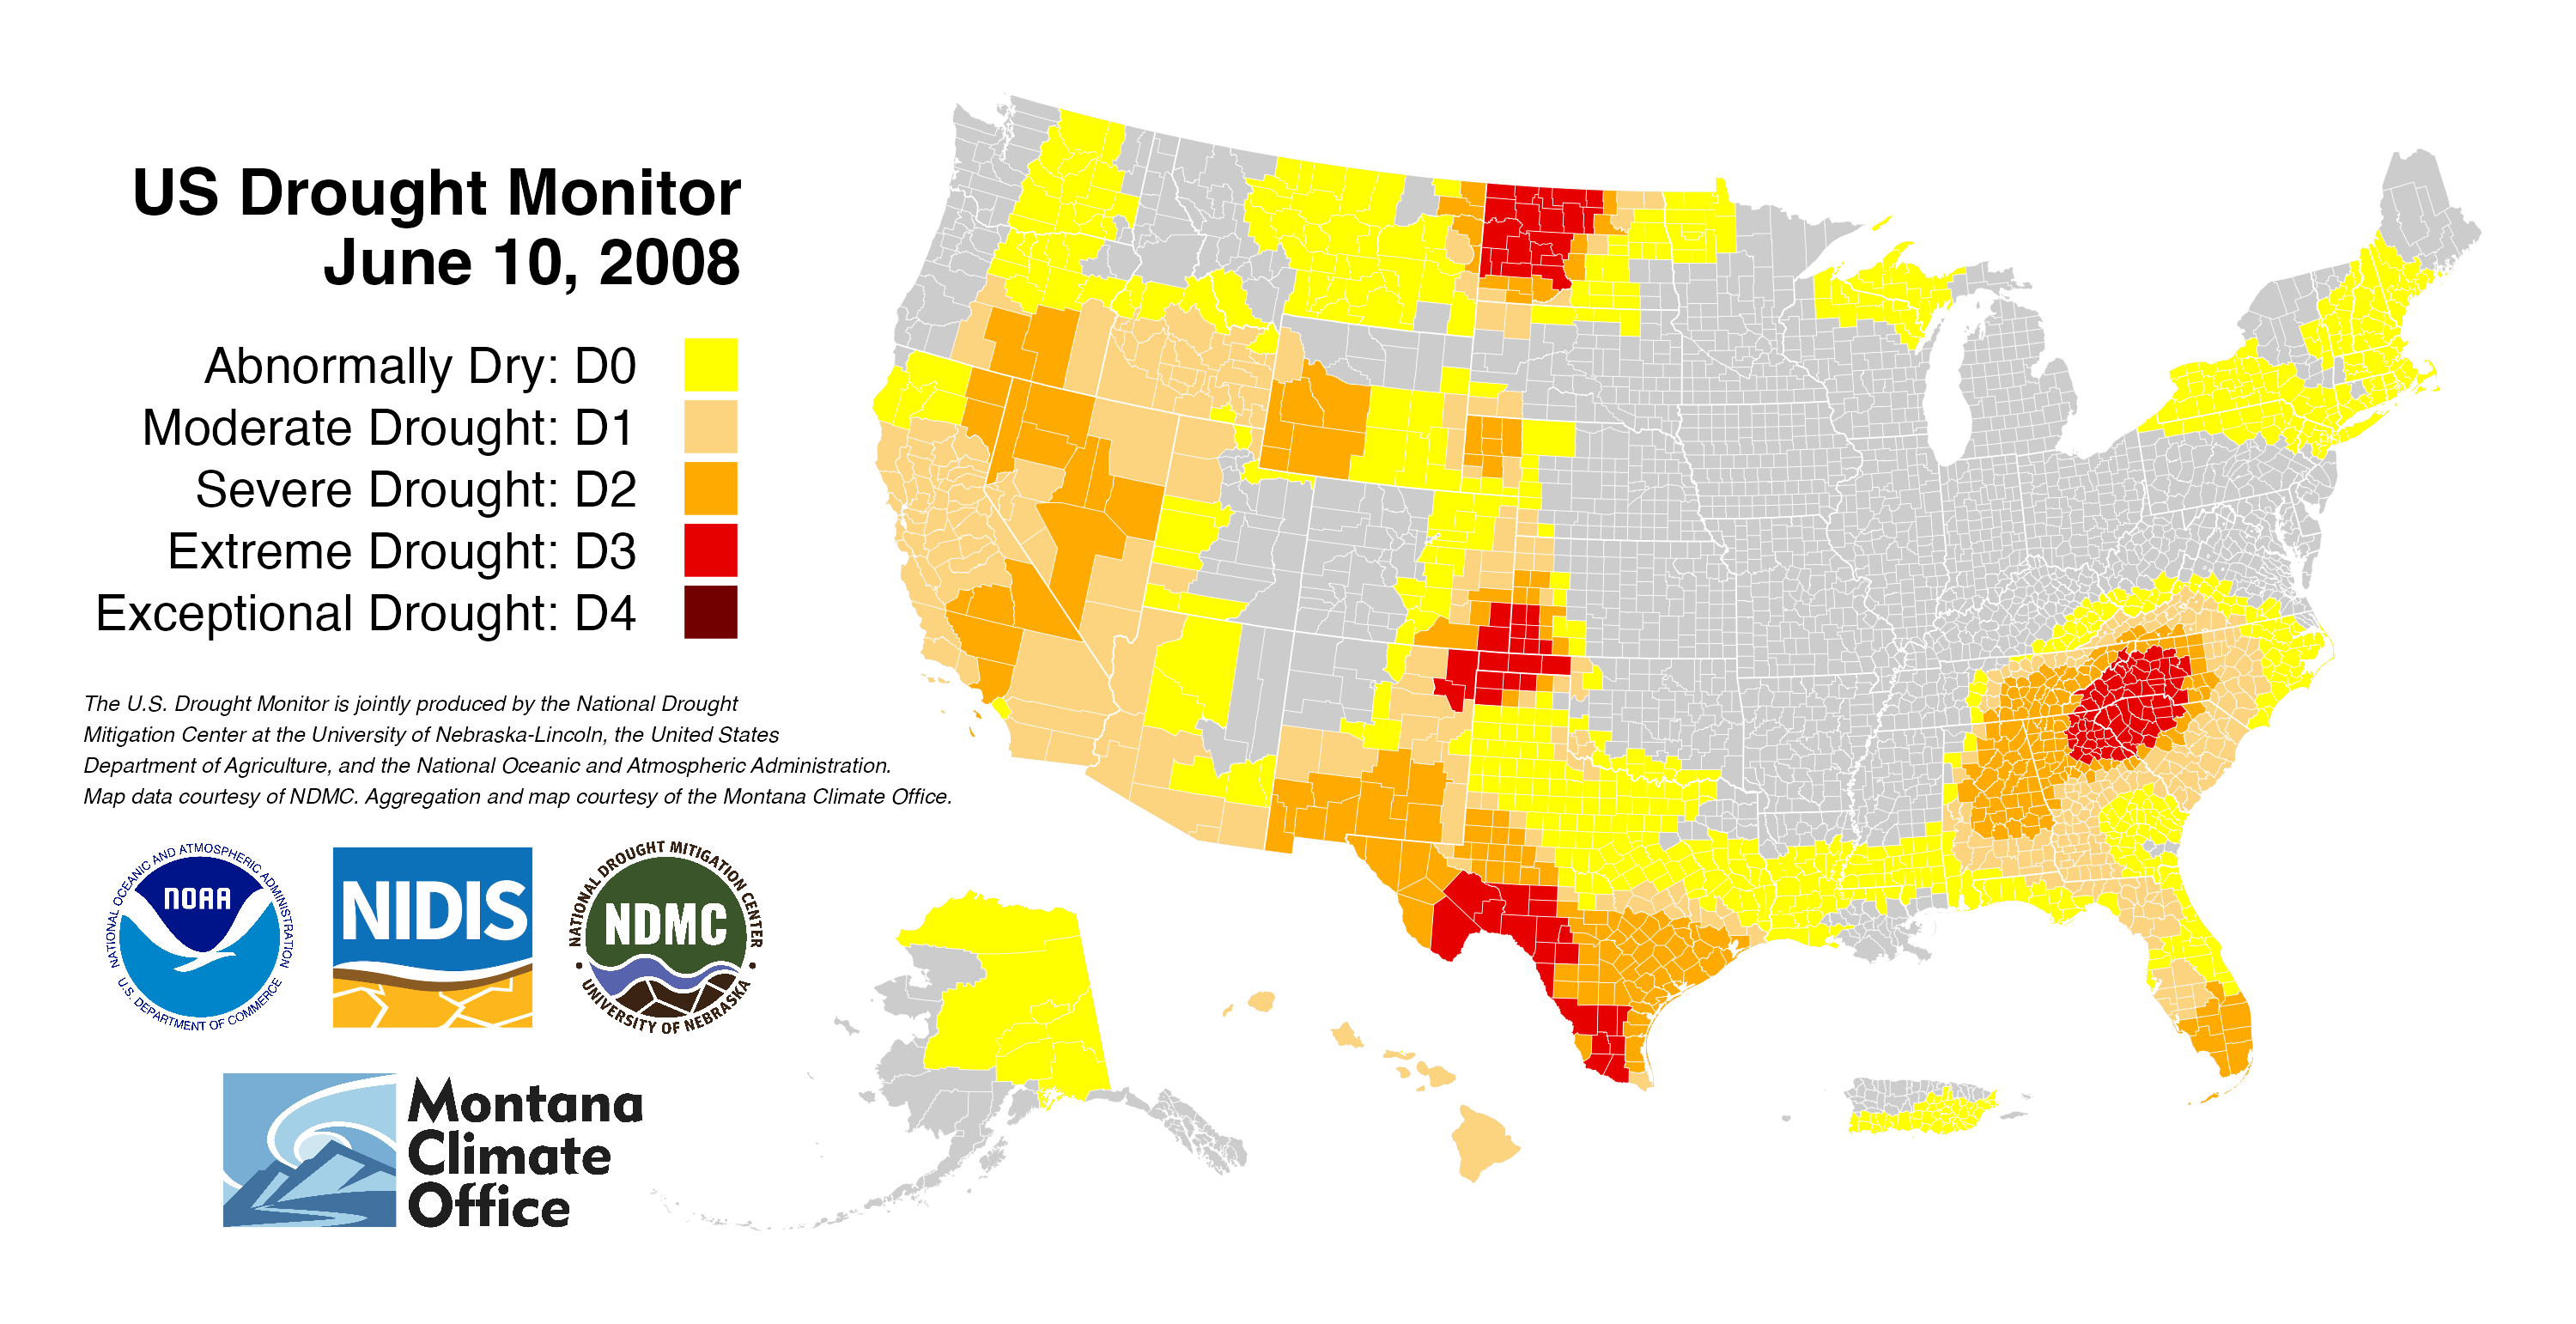 US Drought Monitor
June 10, 2008
Abnormally Dry: D0
Moderate Drought: D1
Severe Drought: D2
Extreme Drought: D3
Exceptional Drought: D4
The U.S. Drought Monitor is jointly produced by the National Drought
Mitigation Center at the University of Nebraska-Lincoln, the United States
Department of Agriculture, and the National Oceanic and Atmospheric Administration.
Map data courtesy of NDMC. Aggregation and map courtesy of the Montana Climate Office.
NATIONAL OCEANIC AND ATMOSPHERIC ADMINISTRATION
NOAA
U.S. DEPARTMENT OF COMMERCE
NIDIS
NATIONAL DROUGHT MITIGATION CENTER
NDMC
UNIVERSITY OF NEBRASKA
Montana
Climate
Office